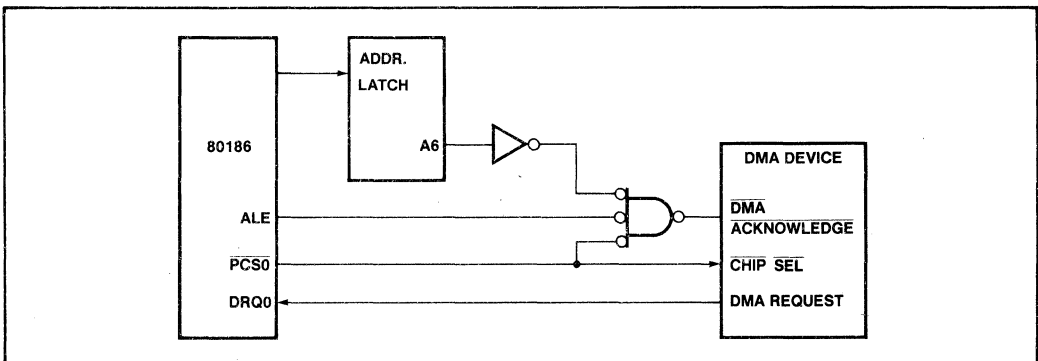 80186
ALE
PCS0
DRQ0
ADDR.
LATCH
A6
DMA DEVICE
DMA
ACKNOWLEDGE
CHIP SEL
DMA REQUEST